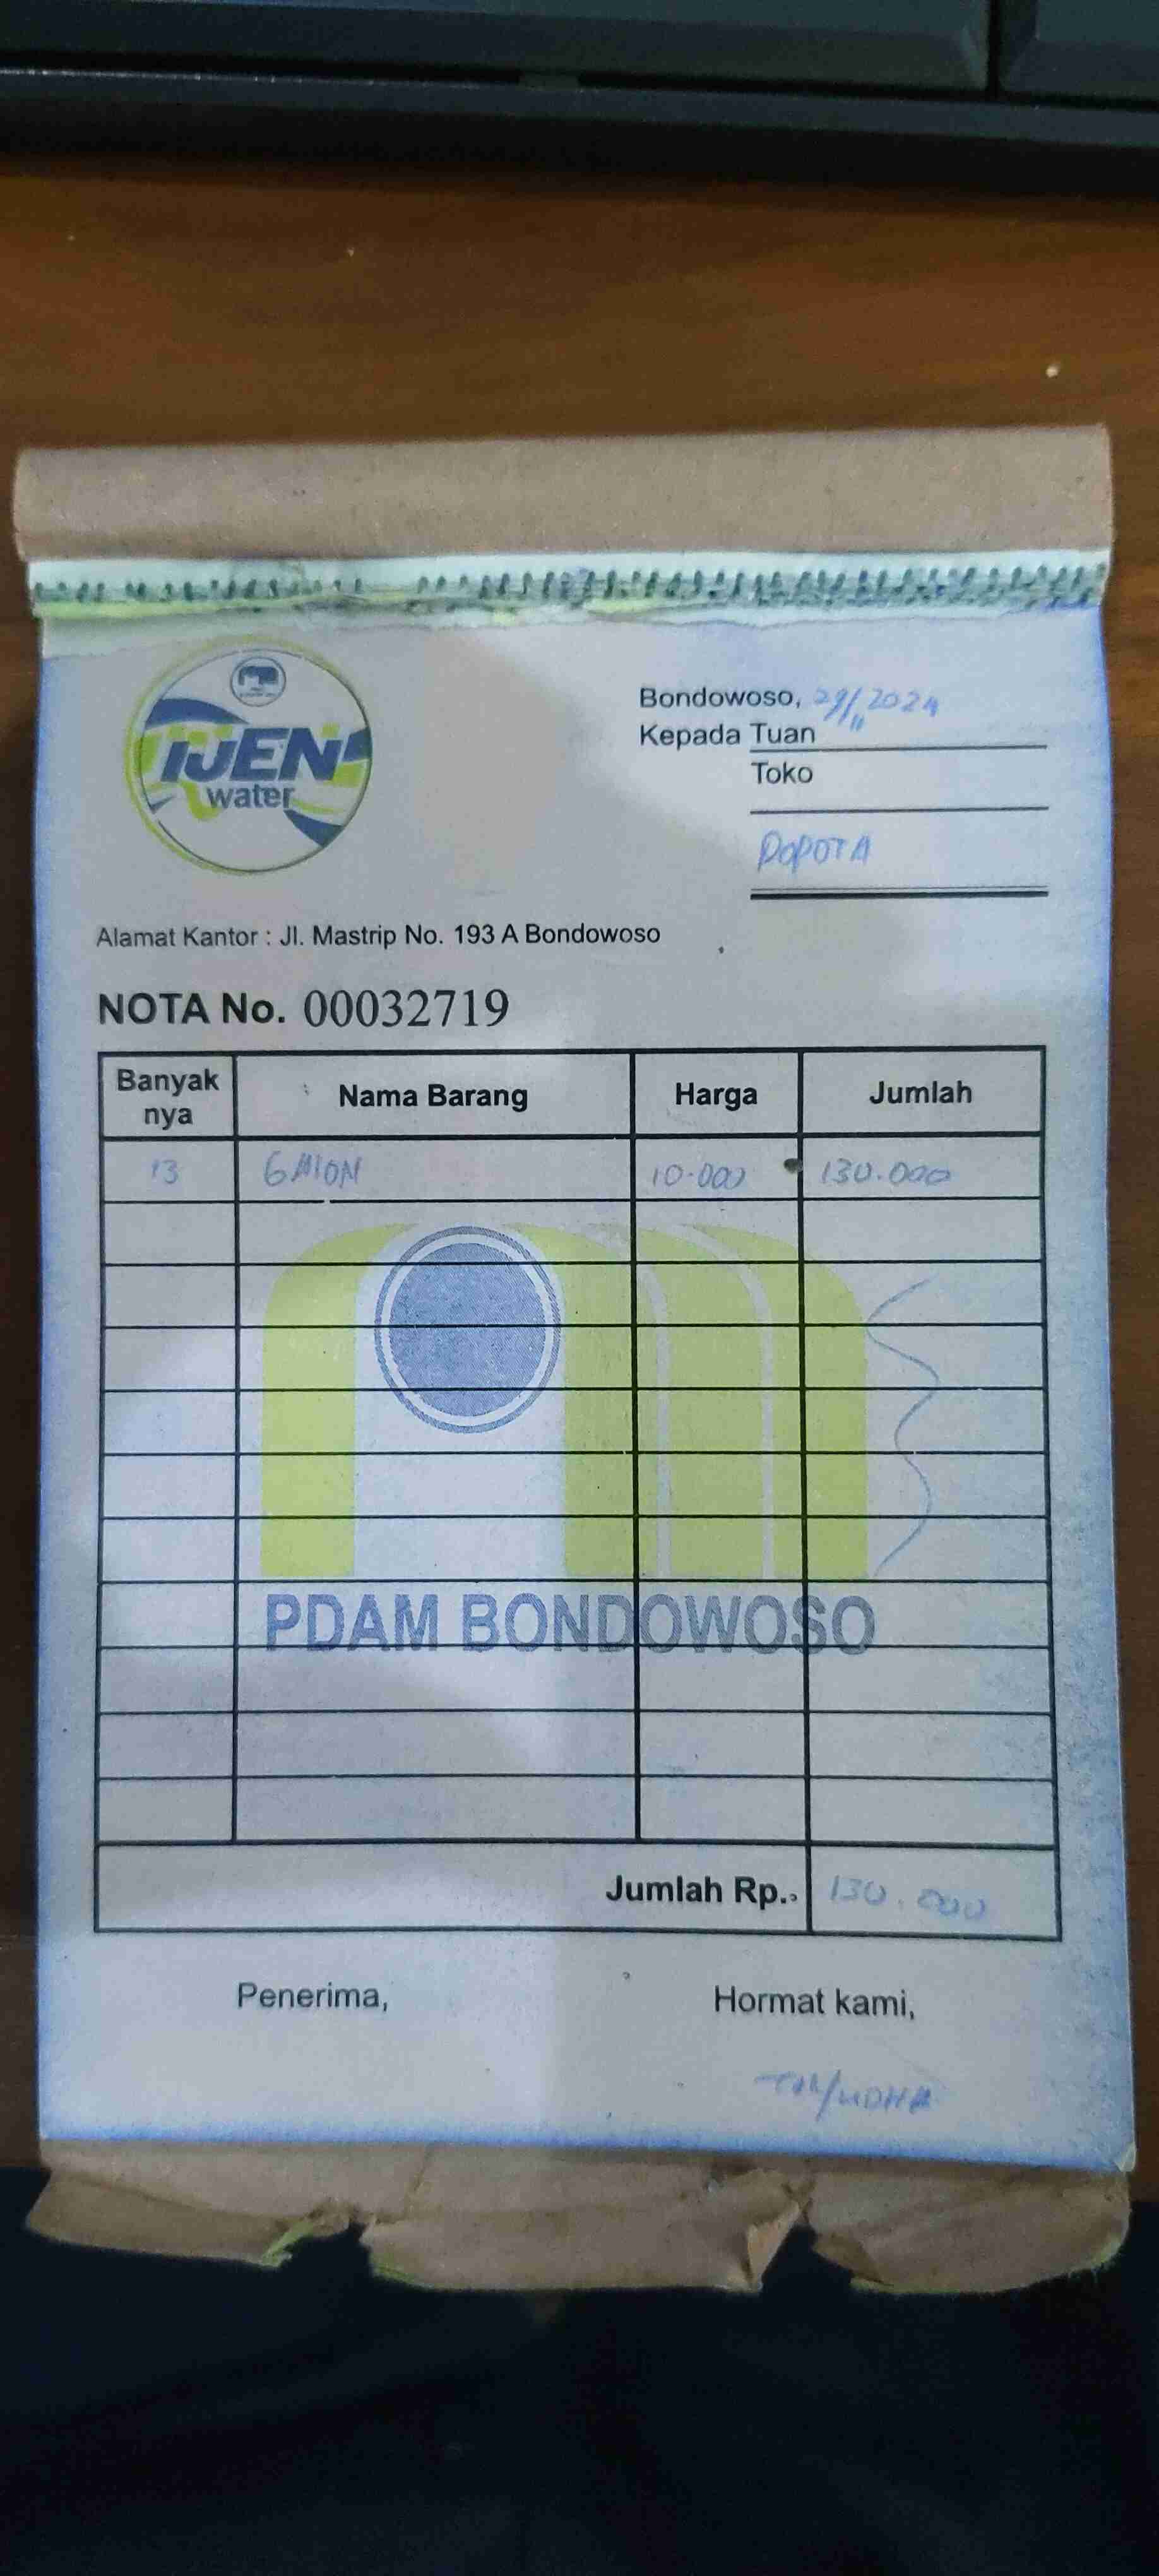 IJEN
water
Bondowoso, 29/11 2024
Kepada Tuan
Toko
POPOTA
Alamat Kantor : Jl. Mastrip No. 193 A Bondowoso
NOTA No. 00032719
Banyak nya Nama Barang Harga Jumlah
13 GAlON 10.000 130.000
PDAM BONDOWOSO
Jumlah Rp. 130.000
Penerima, Hormat kami,